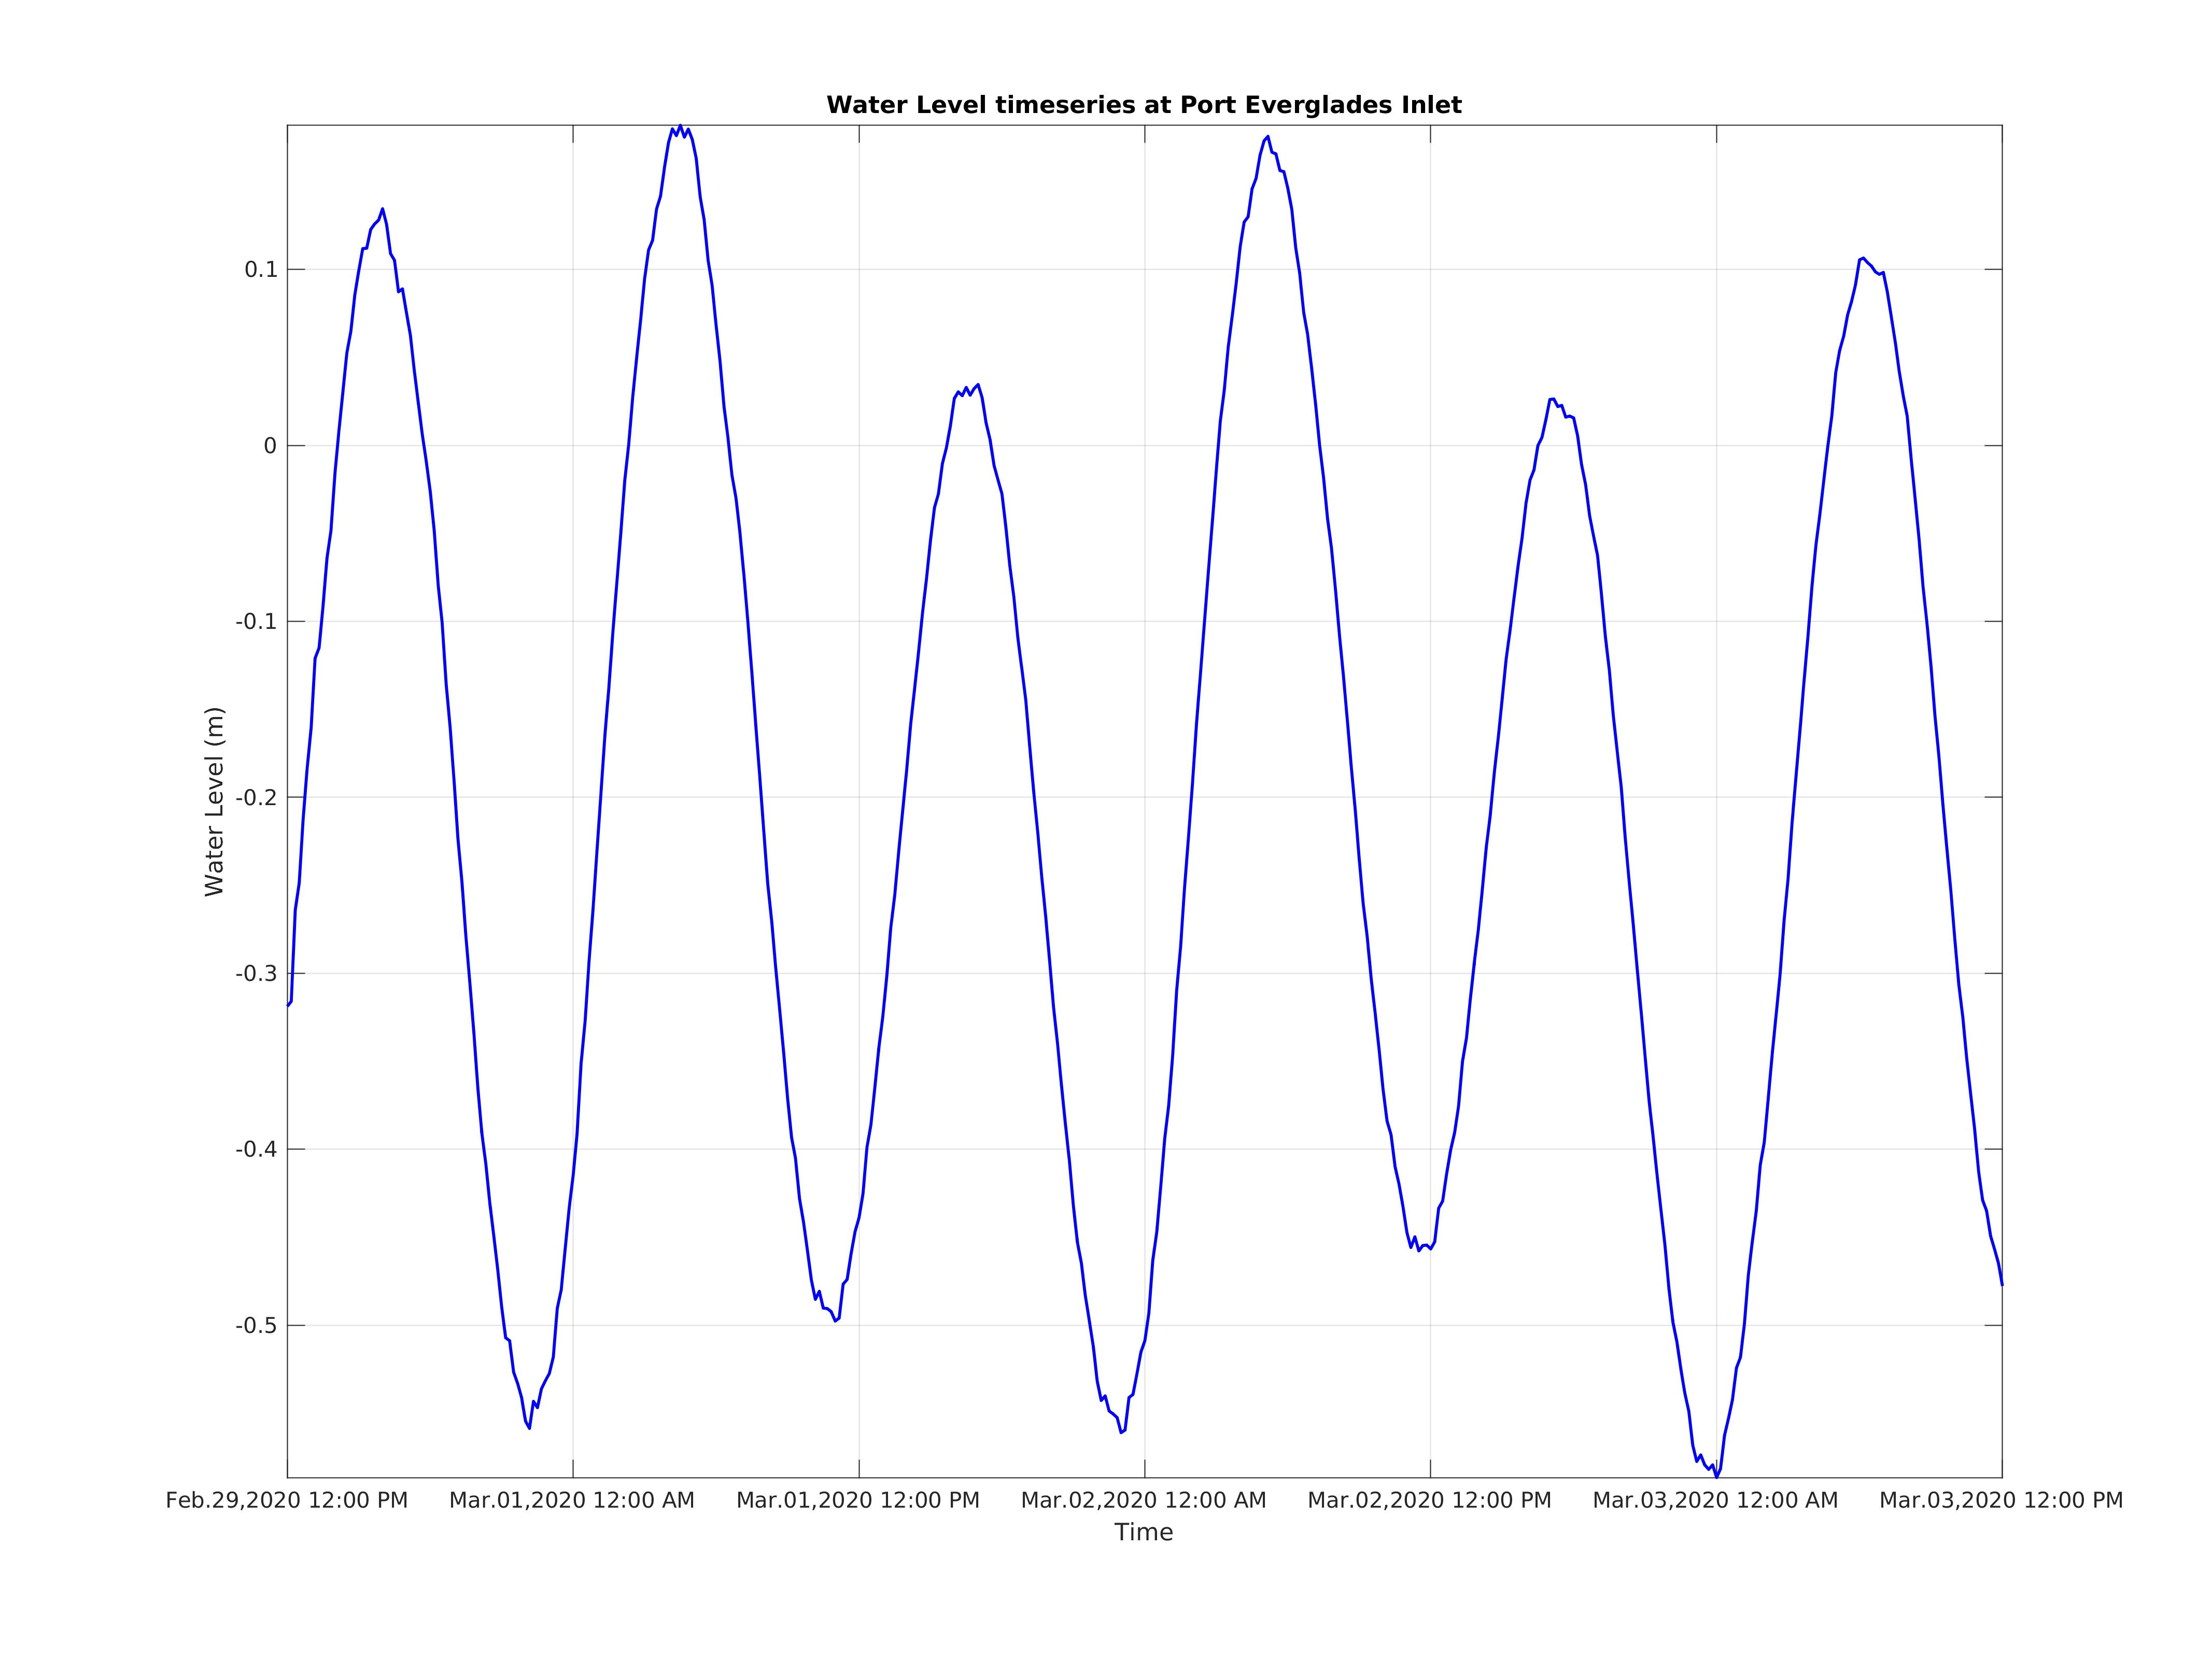 Water Level timeseries at Port Everglades Inlet
0.1
0
-0.1
-0.2
-0.3
-0.4
-0.5
Water Level (m)
Feb.29,2020 12:00 PM Mar.01,2020 12:00 AM Mar.01,2020 12:00 PM Mar.02,2020 12:00 AM Mar.02,2020 12:00 PM Mar.03,2020 12:00 AM Mar.03,2020 12:00 PM
Time